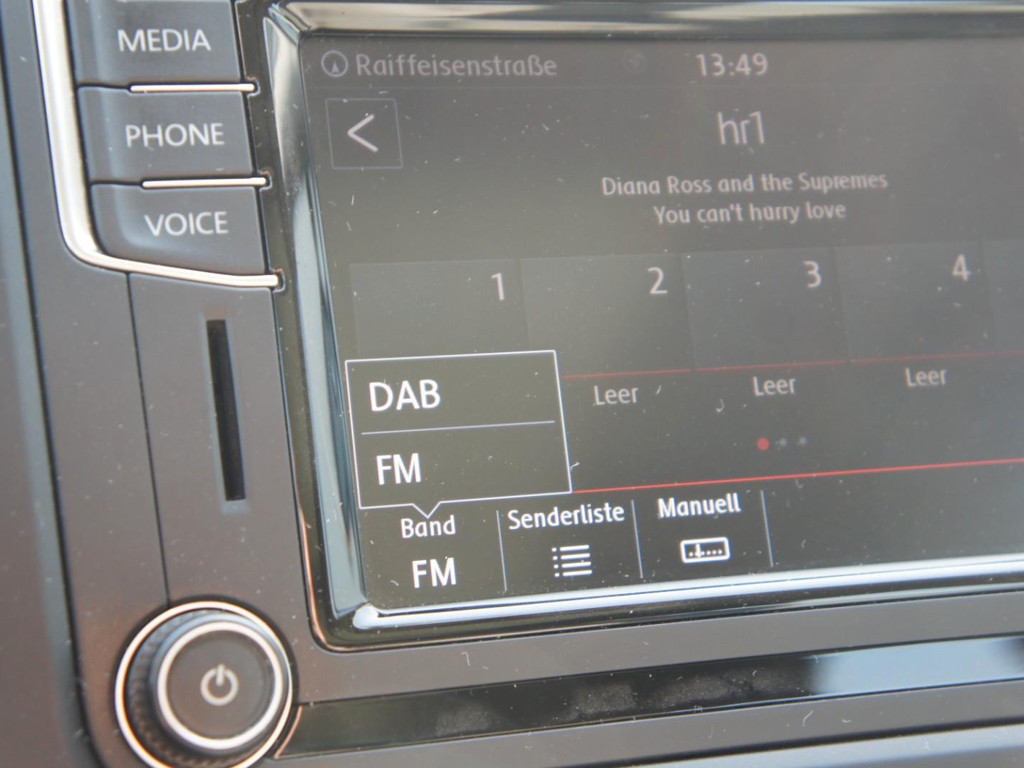 MEDIA
PHONE
VOICE
Raiffeisenstraße 13:49
<
hr1
Diana Ross and the Supremes
You can't harry love
1 2 3 4
Leer Leer Leer
DAB
FM
Band Senderliste Manuell
FM